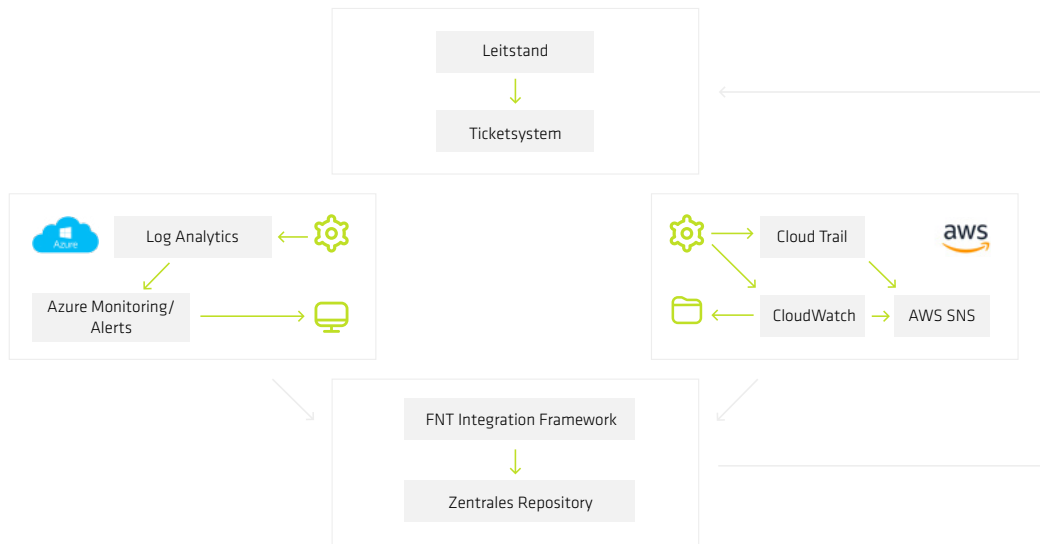 Leitstand
Ticketsystem
Azure
Log Analytics
Azure Monitoring/
Alerts
Cloud Trail
aws
CloudWatch
AWS SNS
FNT Integration Framework
Zentrales Repository